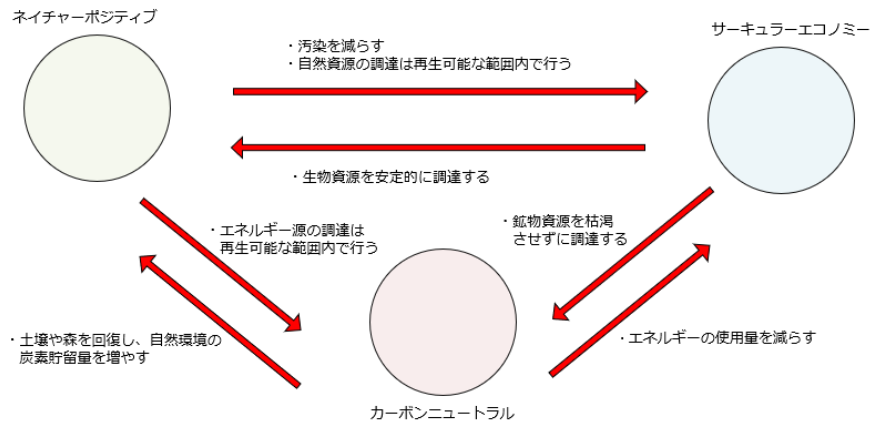 ネイチャーポジティブ
サーキュラーエコノミー
・汚染を減らす
・自然資源の調達は再生可能な範囲内で行う
・生物資源を安定的に調達する
・エネルギー源の調達は
再生可能な範囲内で行う
・鉱物資源を枯渇
させずに調達する
・土壌や森を回復し、自然環境の
炭素貯留量を増やす
・エネルギーの使用量を減らす
カーボンニュートラル